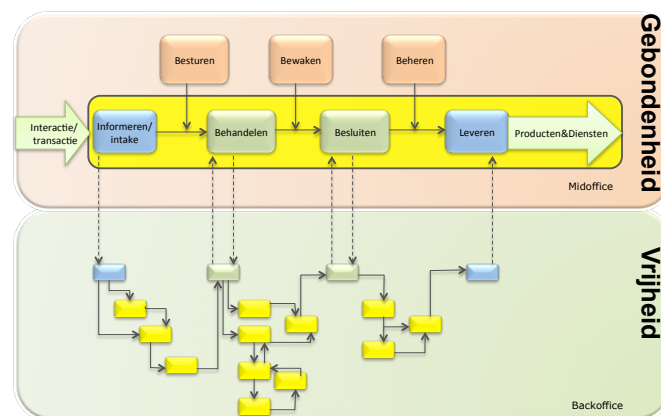 Gebondenheid
Besturen
Bewaken
Beheren
Interactie/
transactie
Informeren/
intake
Behandelen
Besluiten
Leveren
Producten&Diensten
Midoffice
Vrijheid
Backoffice